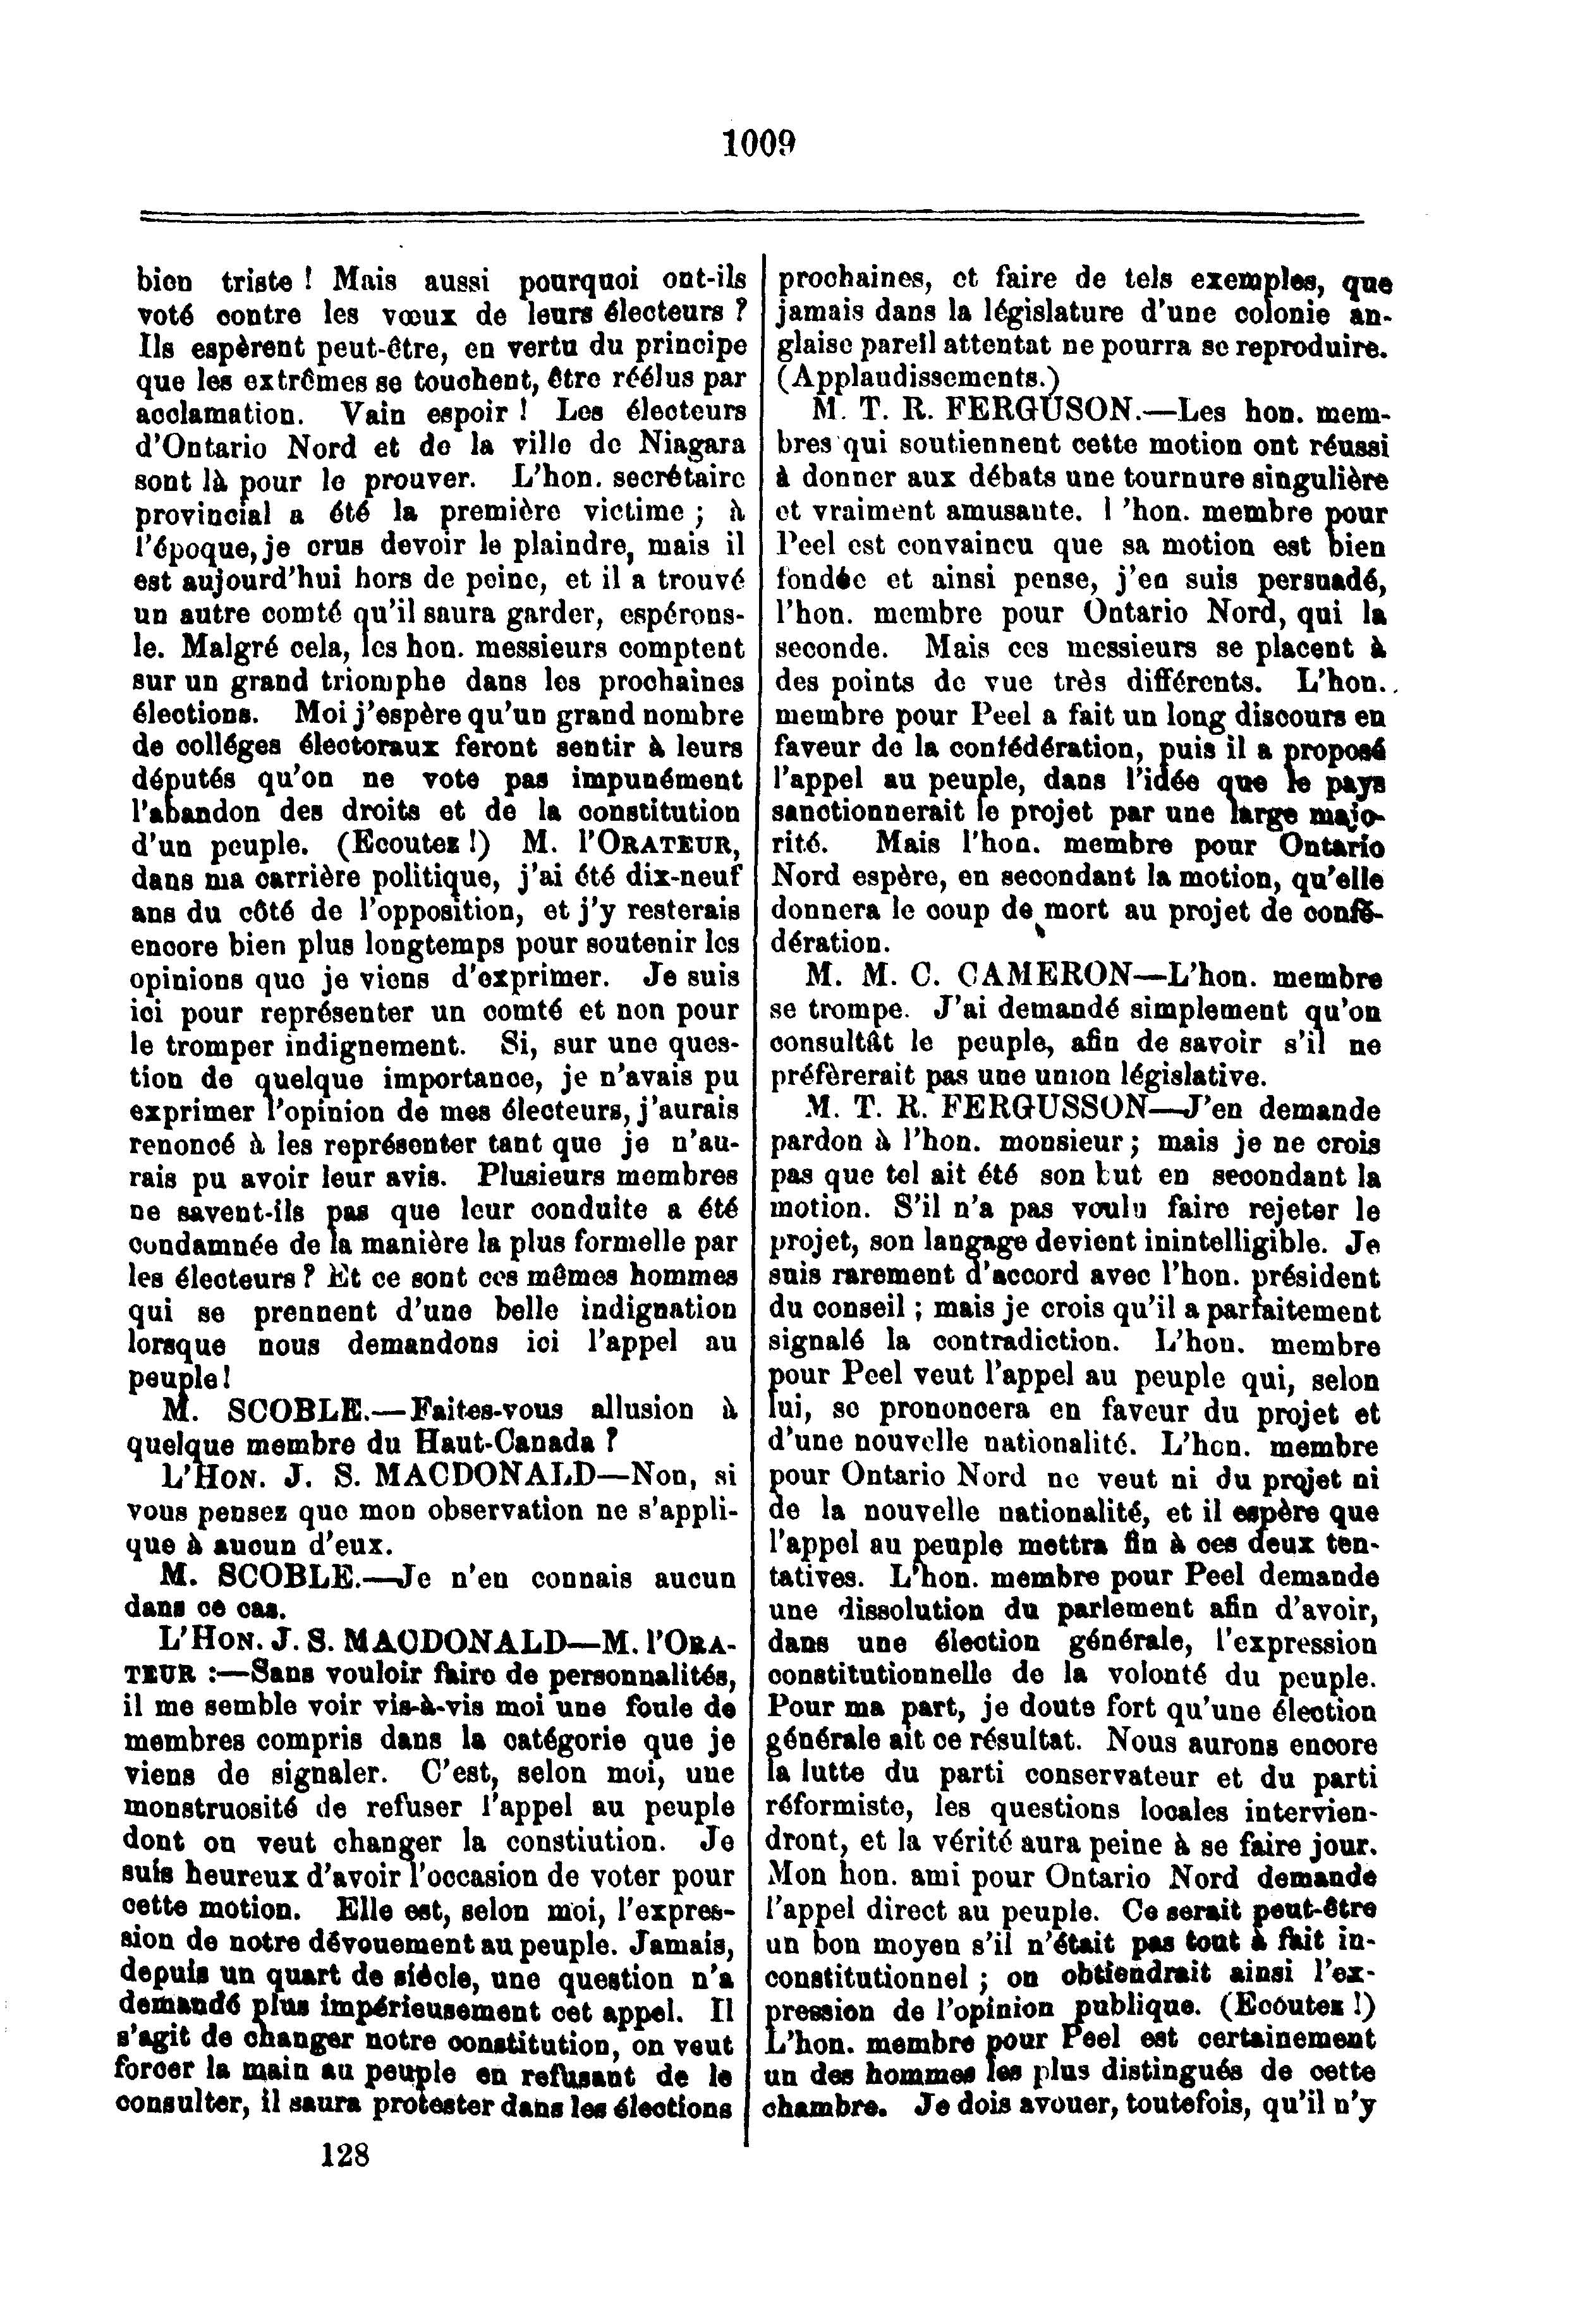 1009
bien triste ! Mais aussi pourquoi ont-ils
voté contre les vœux de leurs électeurs ?
Ils espèrent peut-être, en vertu du principe
que les extrêmes se touchent, être réélus par
acclamation. Vain espoir ! Les électeurs
d'Ontario Nord et de la ville de Niagara
sont là pour le prouver. L'hon. secrétaire
provincial a été la première victime ; à
l'époque, je crus devoir le plaindre, mais il
est aujourd'hui hors de peine, et il a trouvé
un autre comté qu'il saura garder, espérons-
le. Malgré cela, les hon. messieurs comptent
sur un grand triomphe dans les prochaines
élections. Moi j'espère qu'un grand nombre
de colléges électoraux feront sentir à leurs
députés qu'on ne vote pas impunément
l'abandon des droits et de la constitution
d'un peuple. (Ecoutez !) M. l'ORATEUR,
dans ma carrière politique, j'ai été dix-neuf
ans du côté de l'opposition, et j'y resterais
encore bien plus longtemps pour soutenir les
opinions que je viens d'exprimer. Je suis
ici pour représenter un comté et non pour
le tromper indignement. Si, sur une ques-
tion de quelque importance, je n'avais pu
exprimer l'opinion de mes électeurs, j'aurais
renoncé à les représenter tant que je n'au-
rais pu avoir leur avis. Plusieurs membres
ne savent-ils pas que leur conduite a été
condamnée de la manière la plus formelle par
les électeurs ? Et ce sont ces mêmes hommes
qui se prennent d'une belle indignation
lorsque nous demandons ici l'appel au
peuple !
M. SCOBLE.—Faites-vous allusion à
quelque membre du Haut-Canada ?
L'HON. J. S. MACDONALD—Non, si
vous pensez que mon observation ne s'appli-
que à aucun d'eux.
M. SCOBLE.—Je n'en connais aucun
dans ce cas.
L'HON. J. S. MACDONALD—M. l'ORA-
TEUR :—Sans vouloir faire de personnalités,
il me semble voir vis-à-vis moi une foule de
membres compris dans la catégorie que je
viens de signaler. C'est, selon moi, une
monstruosité de refuser l'appel au peuple
dont on veut changer la constiution. Je
suis heureux d'avoir l'occasion de voter pour
cette motion. Elle est, selon moi, l'expres-
sion de notre dévouement au peuple. Jamais,
depuis un quart de siécle, une question n'a
demandé plus impérieusement cet appel. Il
s'agit de changer notre constitution, on veut
forcer la main au peuple en refusant de le
consulter, il saura protester dans les élections
128
prochaines, et faire de tels exemples, que
jamais dans la législature d'une colonie an-
glaise pareil attentat ne pourra se reproduire.
(Applaudissements.)
M. T. R. FERGUSON.—Les hon. mem-
bres qui soutiennent cette motion ont réussi
à donner aux débats une tournure singulière
et vraiment amusante. l 'hon. membre pour
Peel est convaincu que sa motion est bien
fondée et ainsi pense, j'en suis persuadé,
l'hon. membre pour Ontario Nord, qui la
seconde. Mais ces messieurs se placent à
des points de vue très différents. L'hon.
membre pour Peel a fait un long discours en
faveur de la confédération, puis il a proposé
l'appel au peuple, dans l'idée que le pays
sanctionnerait le projet par une large majo-
rité. Mais l'hon. membre pour Ontario
Nord espère, en secondant la motion, qu'elle
donnera le coup de mort au projet de confé-
dération.
M. M. C. CAMERON—L'hon. membre
se trompe. J'ai demandé simplement qu'on
consultât le peuple, afin de savoir s'il ne
préfèrerait pas une union législative.
M. T. R. FERGUSSON—J'en demande
pardon à l'hon. monsieur ; mais je ne crois
pas que tel ait été son but en secondant la
motion. S'il n'a pas voulu faire rejeter le
projet, son langage devient inintelligible. Je
suis rarement d'accord avec l'hon. président
du conseil ; mais je crois qu'il a parfaitement
signalé la contradiction. L'hon. membre
pour Peel veut l'appel au peuple qui, selon
lui, se prononcera en faveur du projet et
d'une nouvelle nationalité. L'hon. membre
pour Ontario Nord ne veut ni du projet ni
de la nouvelle nationalité, et il espère que
l'appel au peuple mettra fin à ces deux ten-
tatives. L'hon. membre pour Peel demande
une dissolution du parlement afin d'avoir,
dans une élection générale, l'expression
constitutionnelle de la volonté du peuple.
Pour ma part, je doute fort qu'une élection
générale ait ce résultat. Nous aurons encore
la lutte du parti conservateur et du parti
réformiste, les questions locales intervien-
dront, et la vérité aura peine à se faire jour.
Mon hon. ami pour Ontario Nord demande
l'appel direct au peuple. Ce serait peut-être
un bon moyen s'il n'était pas tout à fait in-
constitutionnel ; on obtiendrait ainsi l'ex-
pression de l'opinion publique. (Ecoutez !)
L'hon. membre pour Peel est certainement
un des hommes les plus distingués de cette
chambre. Je dois avouer, toutefois, qu'il n'y